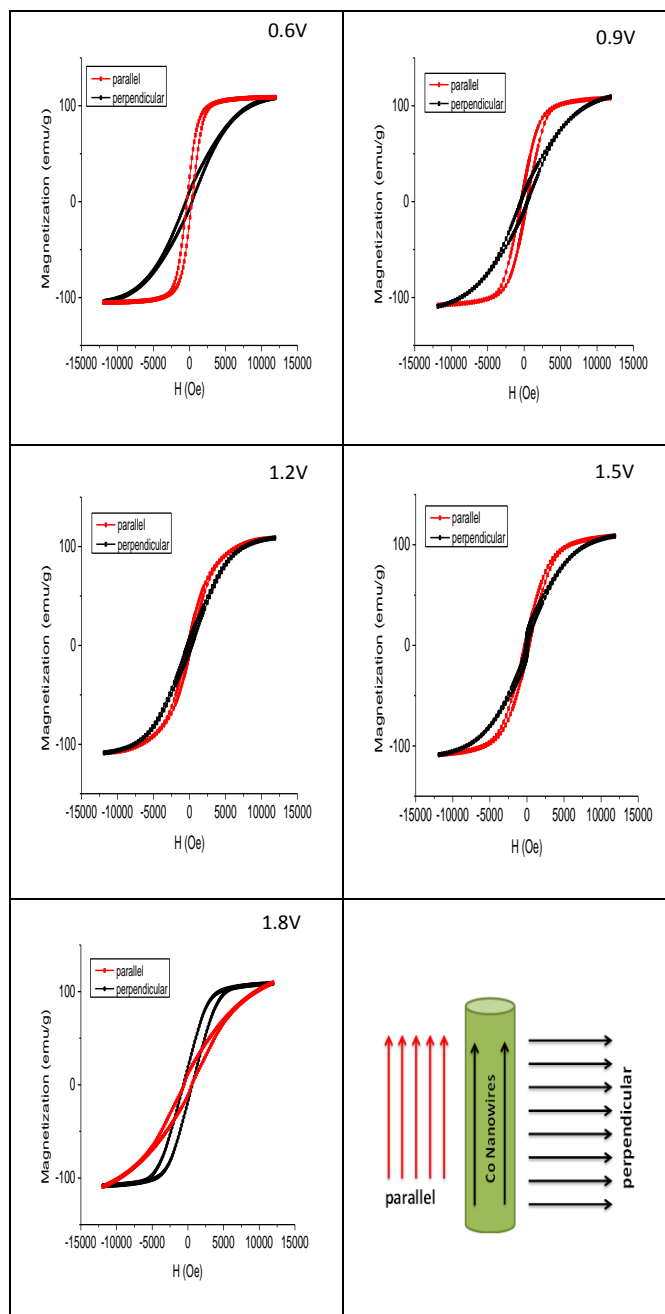 0.6V
parallel
perpendicular
Magnetization (emu/g)
100
0
-100
-15000 -10000 -5000 0 5000 10000 15000
H (Oe)
0.9V
parallel
perpendicular
Magnetization (emu/g)
100
0
-100
-15000 -10000 -5000 0 5000 10000 15000
H (Oe)
1.2V
parallel
perpendicular
Magnetization (emu/g)
100
0
-100
-15000 -10000 -5000 0 5000 10000 15000
H (Oe)
1.5V
parallel
perpendicular
Magnetization (emu/g)
100
0
-100
-15000 -10000 -5000 0 5000 10000 15000
H (Oe)
1.8V
parallel
perpendicular
Magnetization (emu/g)
100
0
-100
-15000 -10000 -5000 0 5000 10000 15000
H (Oe)
parallel
Co Nanowires
perpendicular